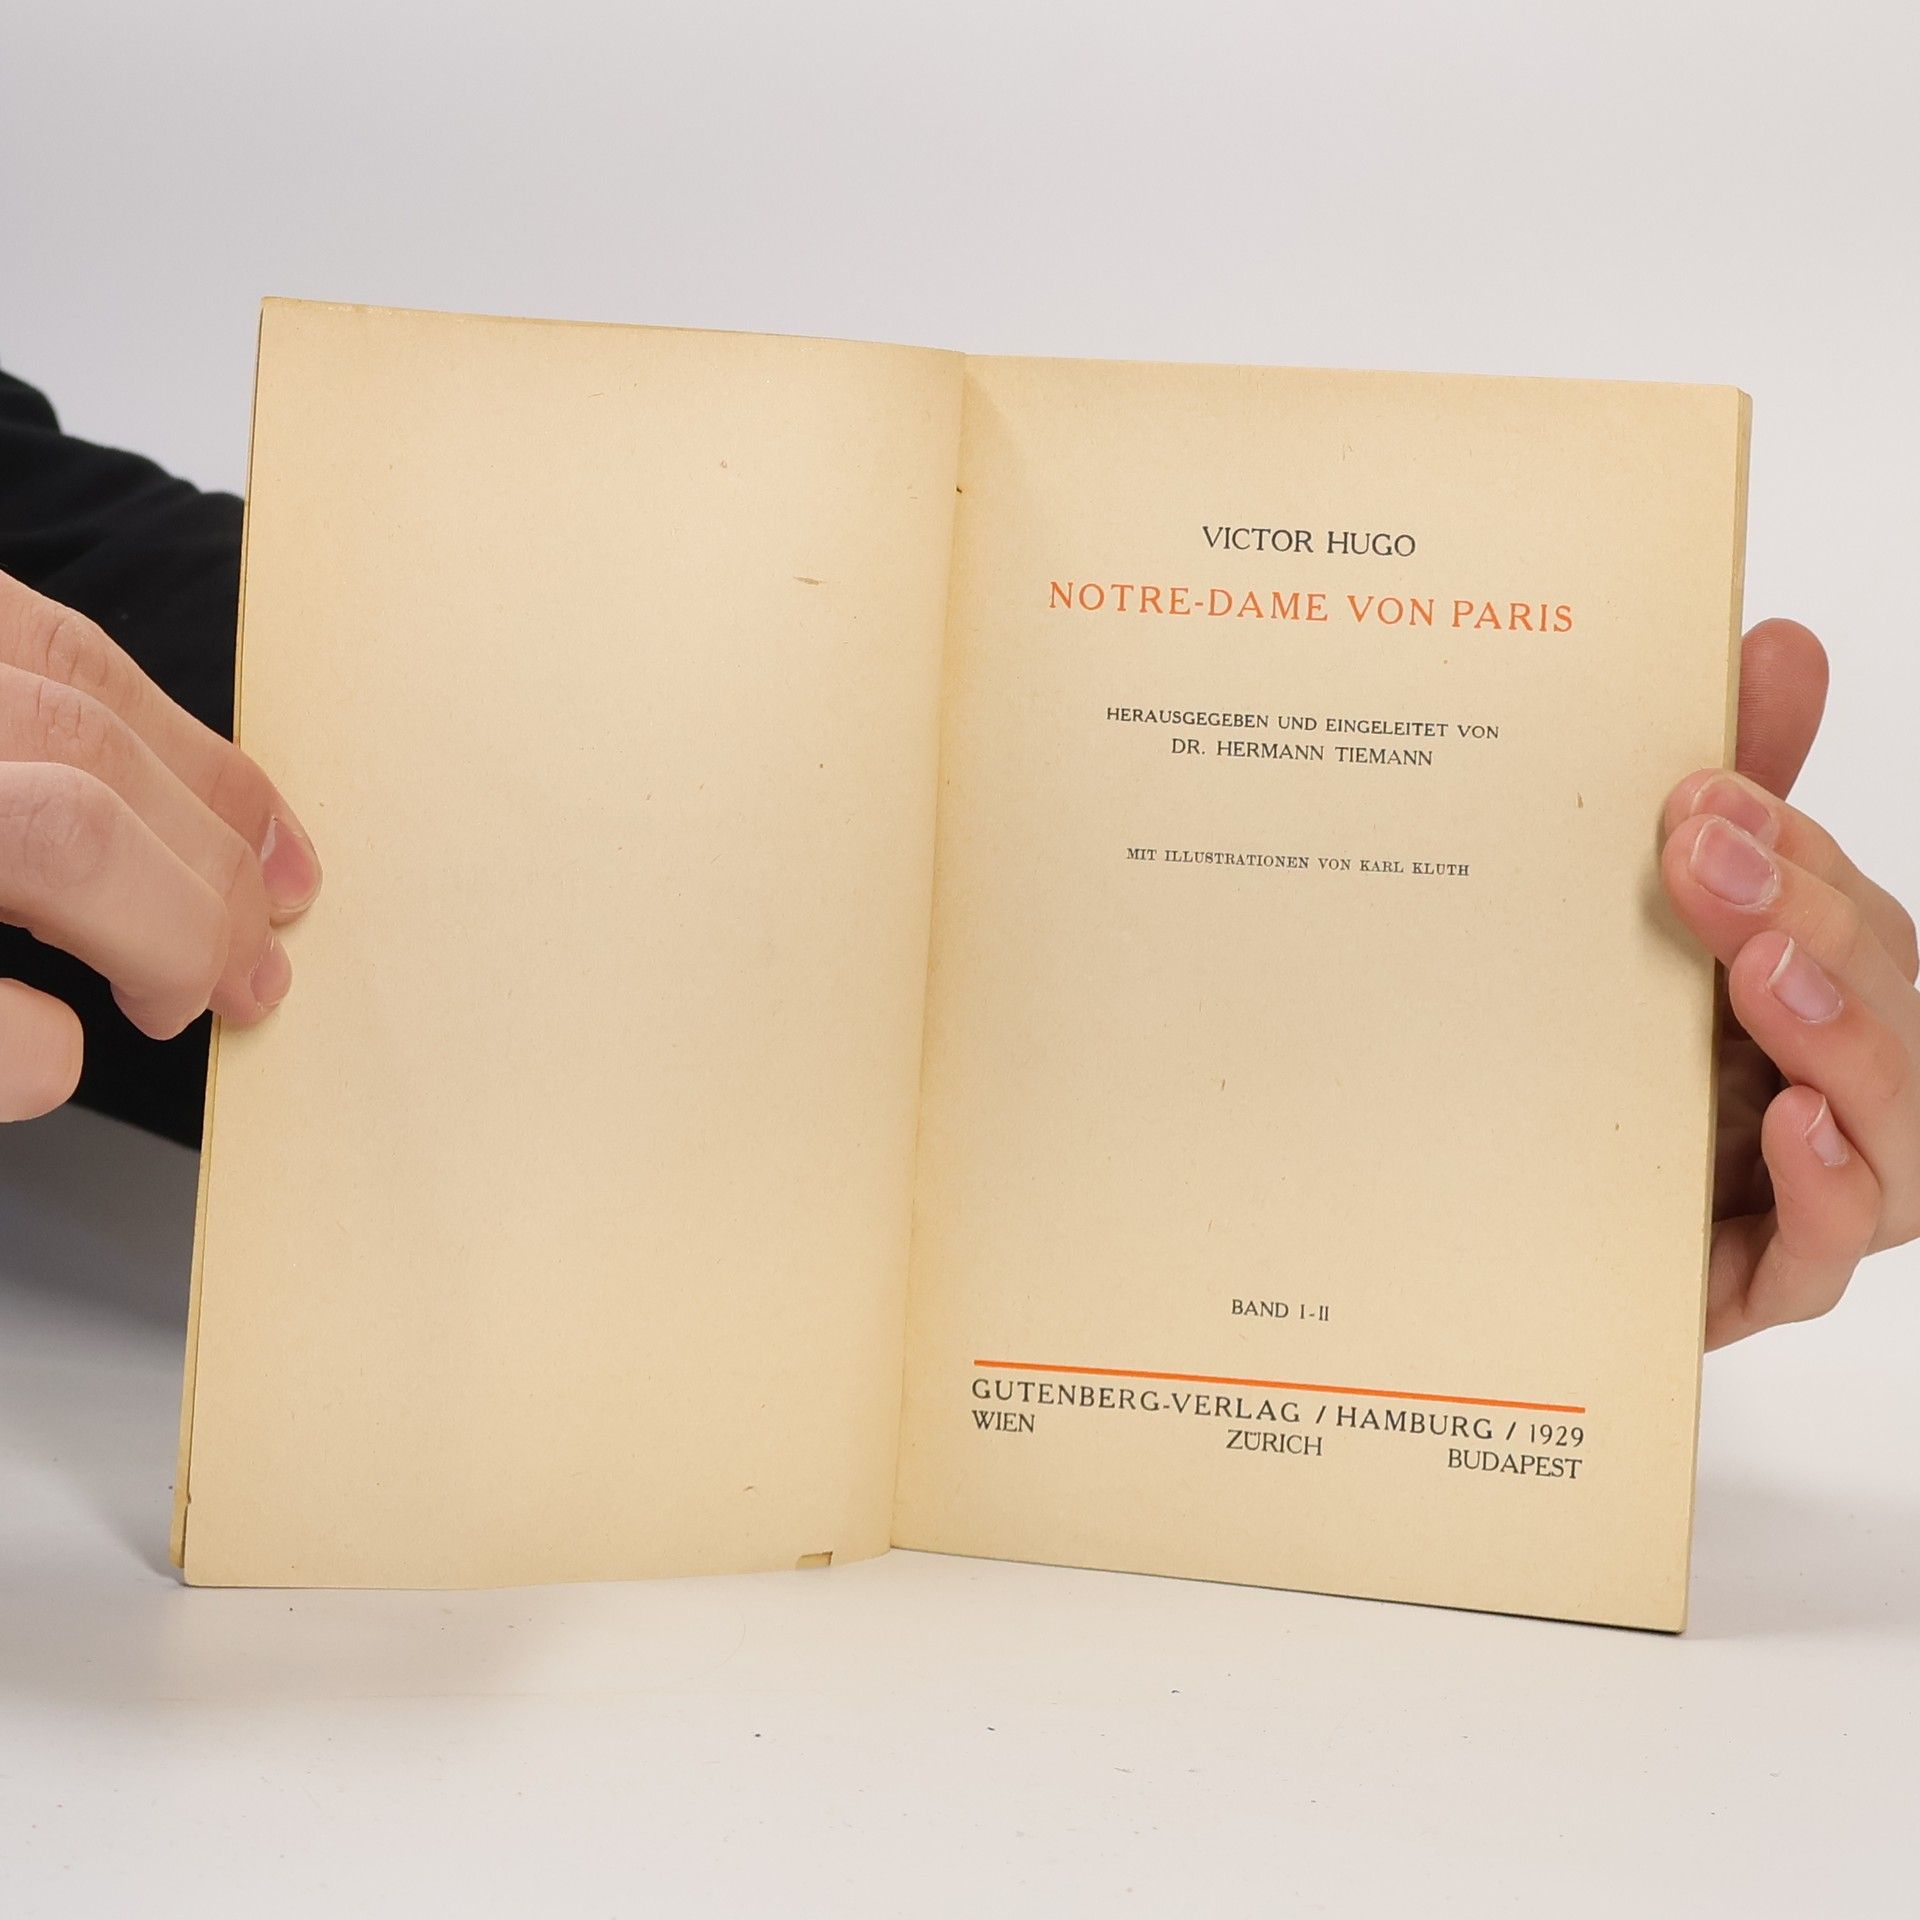 VICTOR HUGO
NOTRE-DAME VON PARIS
HERAUSGEGEBEN UND EINGELEITET VON
DR. HERMANN TIEMANN
MIT ILLUSTRATIONEN VON KARL KLUTH
BAND I-II
GUTENBERG-VERLAG / HAMBURG / 1929
WIEN ZÜRICH BUDAPEST